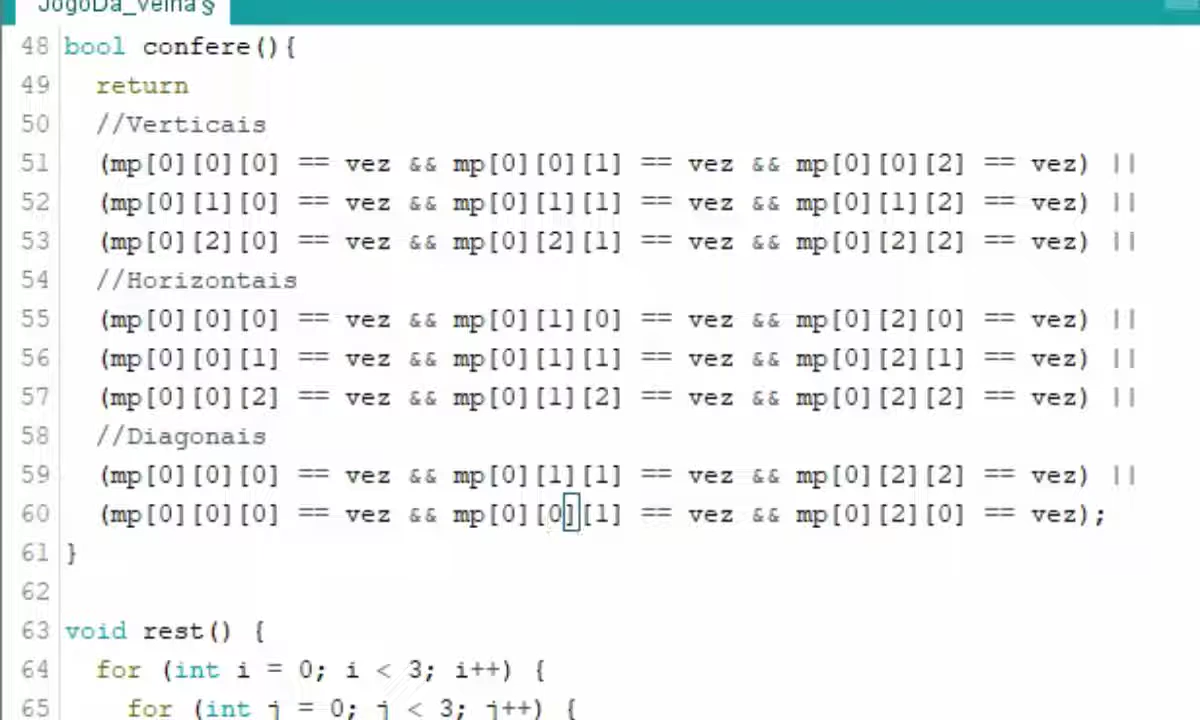 JogoDa_Velha §
48 bool confere(){
49 return
50 //Verticais
51 (mp[0][0][0] == vez && mp[0][0][1] == vez && mp[0][0][2] == vez) ||
52 (mp[0][1][0] == vez && mp[0][1][1] == vez && mp[0][1][2] == vez) ||
53 (mp[0][2][0] == vez && mp[0][2][1] == vez && mp[0][2][2] == vez) ||
54 //Horizontais
55 (mp[0][0][0] == vez && mp[0][1][0] == vez && mp[0][2][0] == vez) ||
56 (mp[0][0][1] == vez && mp[0][1][1] == vez && mp[0][2][1] == vez) ||
57 (mp[0][0][2] == vez && mp[0][1][2] == vez && mp[0][2][2] == vez) ||
58 //Diagonais
59 (mp[0][0][0] == vez && mp[0][1][1] == vez && mp[0][2][2] == vez) ||
60 (mp[0][0][0] == vez && mp[0][0][1] == vez && mp[0][2][0] == vez);
61 }
62
63 void rest() {
64 for (int i = 0; i < 3; i++) {
65 for (int j = 0; j < 3; j++) {